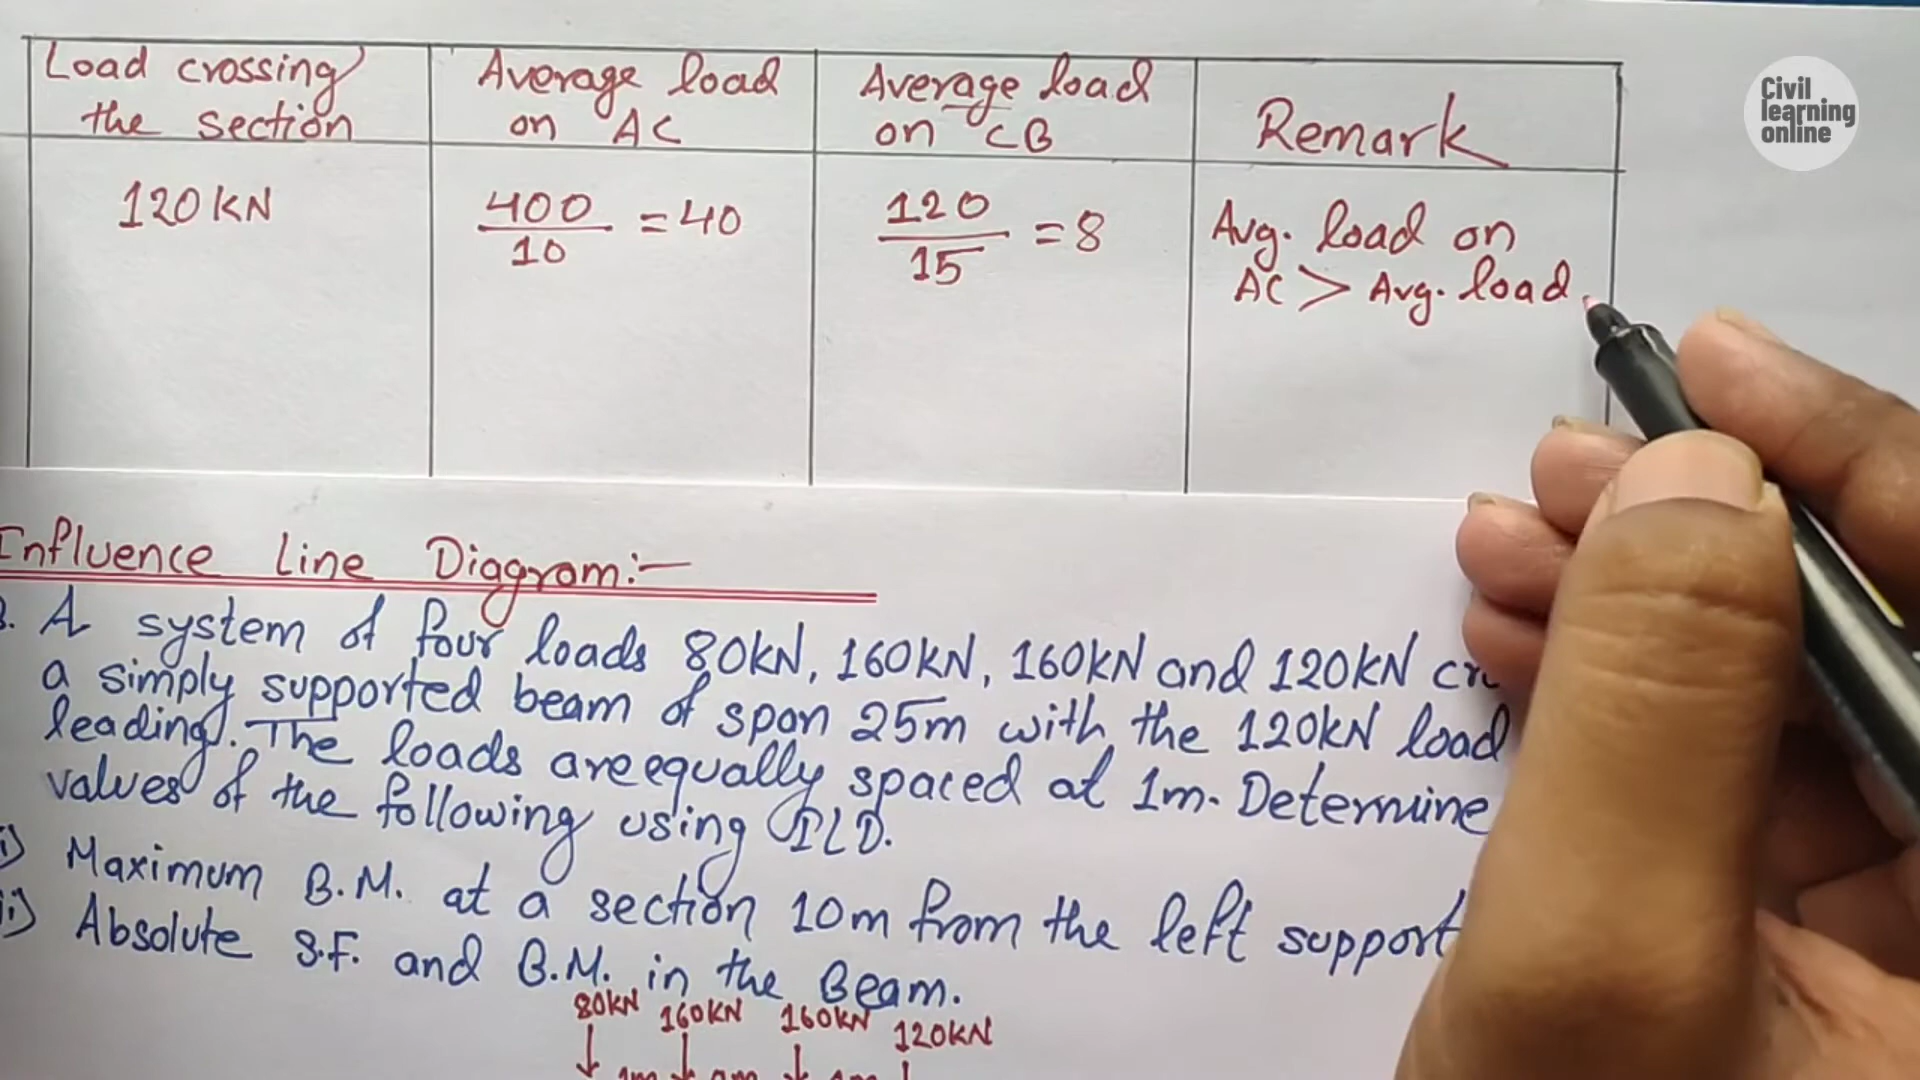 Load crossing the section
Average load on AC
Average load on CB
Remark
120KN
400/10 = 40
120/15 = 8
Avg. load on
AC > Avg. load
Civil
learning
online
Influence Line Diagram:-
A system of four loads 80kN, 160kN, 160kN and 120kN
a simply supported beam of span 25m with the 120kN load
leading. The loads are equally spaced at 1m. Determine
values of the following using ILD.
i) Maximum B.M. at a section 10m from the left support
ii) Absolute S.F. and B.M. in the Beam.
80KN 160KN 160KN 120KN